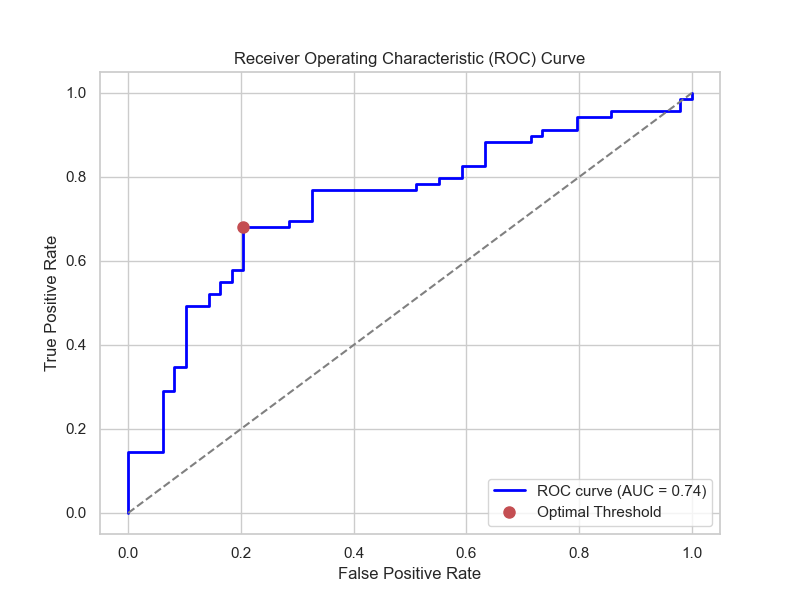 Receiver Operating Characteristic (ROC) Curve
True Positive Rate
1.0
0.8
0.6
0.4
0.2
0.0
0.0 0.2 0.4 0.6 0.8 1.0
False Positive Rate
ROC curve (AUC = 0.74)
Optimal Threshold